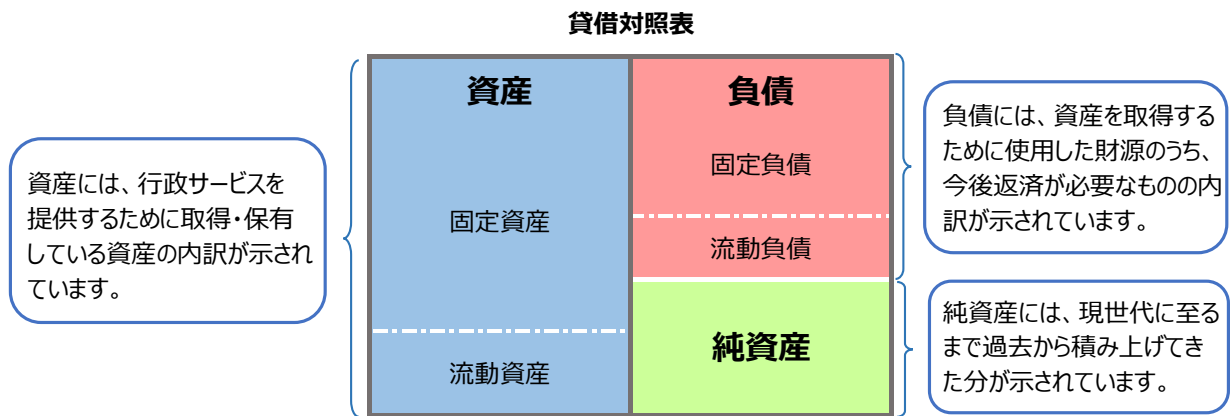 貸借対照表
資産には、行政サービスを
提供するために取得・保有
している資産の内訳が示され
ています。
資産
固定資産
流動資産
負債
固定負債
流動負債
純資産
負債には、資産を取得する
ために使用した財源のうち、
今後返済が必要なものの内
訳が示されています。
純資産には、現世代に至る
まで過去から積み上げてき
た分が示されています。